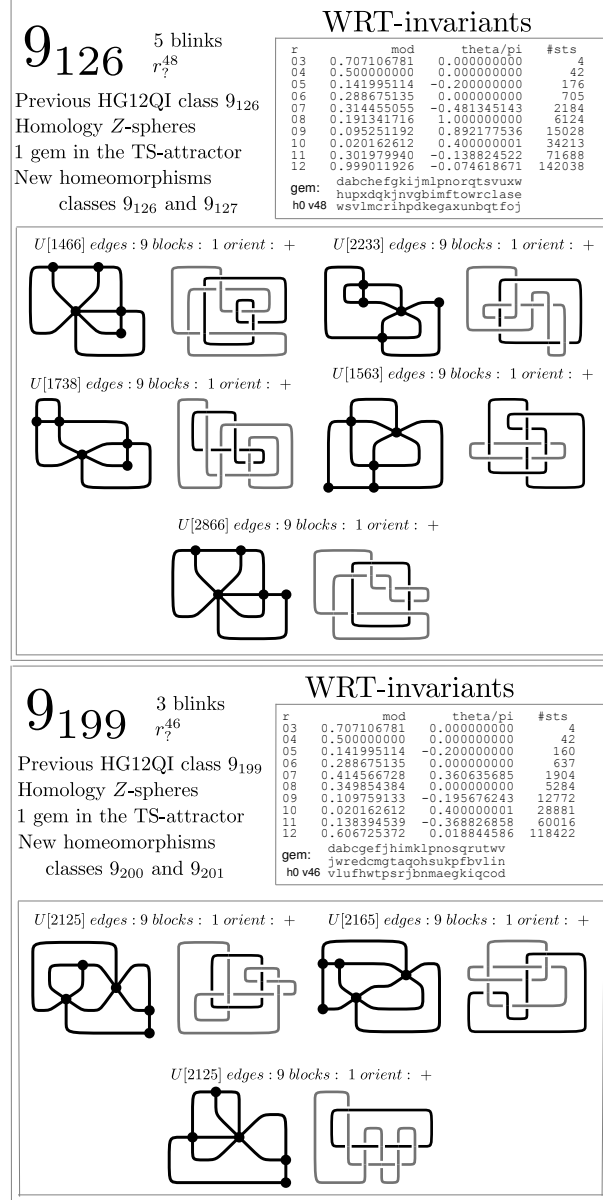 9126 5 blinks
r?48
Previous HG12QI class 9126
Homology Z-spheres
1 gem in the TS-attractor
New homeomorphisms
classes 9126 and 9127
WRT-invariants
r mod theta/pi #sts
03 0.707106781 0.000000000 4
04 0.500000000 0.000000000 42
05 0.141995114 -0.200000000 176
06 0.288675135 0.000000000 705
07 0.314455055 -0.481345143 2184
08 0.191341716 1.000000000 6124
09 0.095251192 0.892177536 15028
10 0.020162612 0.400000001 34213
11 0.301979940 -0.138824522 71688
12 0.999011926 -0.074618671 142038
gem: dabchefgkijmlpnorqtsvuxw
hupxdqkjnvgbimftowrclase
h0 v48 wsvlmcrihpdkegaxunbqtfoj
U[1466] edges : 9 blocks : 1 orient : +
U[2233] edges : 9 blocks : 1 orient : +
U[1738] edges : 9 blocks : 1 orient : +
U[1563] edges : 9 blocks : 1 orient : +
U[2866] edges : 9 blocks : 1 orient : +
9199 3 blinks
r?46
Previous HG12QI class 9199
Homology Z-spheres
1 gem in the TS-attractor
New homeomorphisms
classes 9200 and 9201
WRT-invariants
r mod theta/pi #sts
03 0.707106781 0.000000000 4
04 0.500000000 0.000000000 42
05 0.141995114 -0.200000000 160
06 0.288675135 0.000000000 637
07 0.414566728 0.360635685 1904
08 0.349854384 0.000000000 5284
09 0.109759133 -0.195676243 12772
10 0.020162612 0.400000001 28881
11 0.138394539 -0.368826858 60016
12 0.606725372 0.018844586 118422
gem: dabcgefjhimklpnosqrutwv
jwredcmgtaqohsukpfbvlin
h0 v46 vlufhwtpsrjbnmaegkiqcod
U[2125] edges : 9 blocks : 1 orient : +
U[2165] edges : 9 blocks : 1 orient : +
U[2125] edges : 9 blocks : 1 orient : +